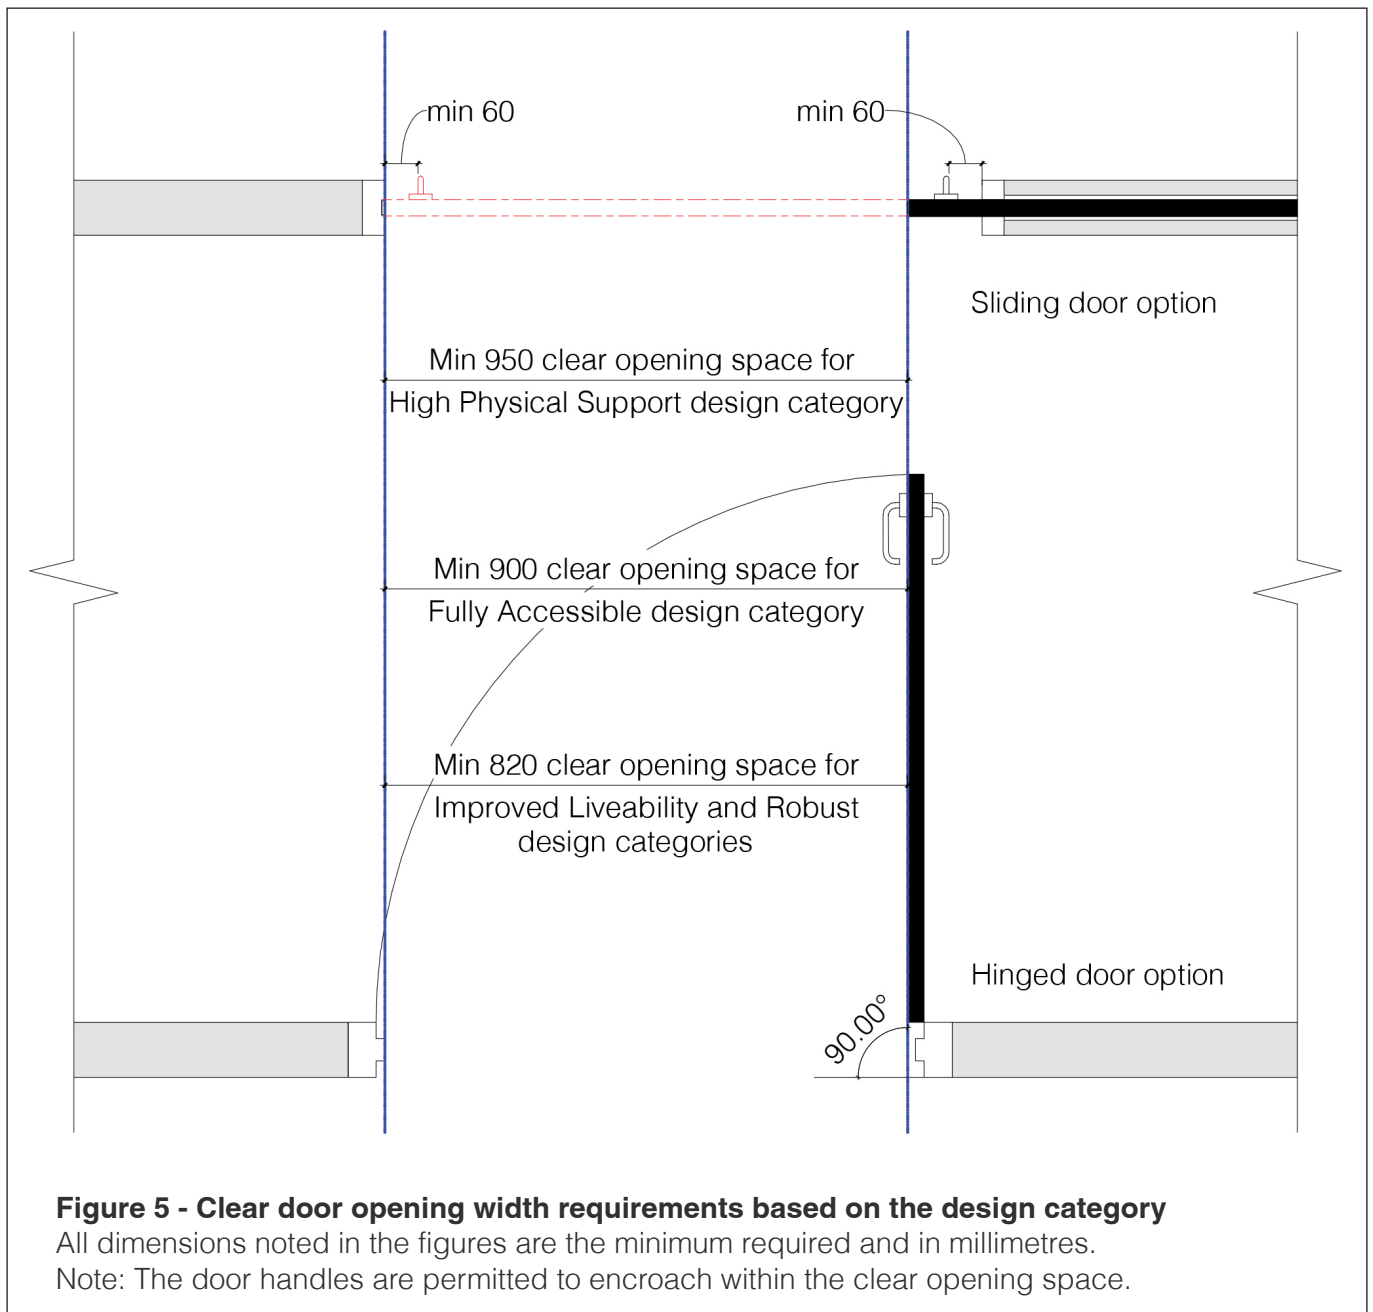 min 60
min 60
Sliding door option
Min 950 clear opening space for
High Physical Support design category
Min 900 clear opening space for
Fully Accessible design category
Min 820 clear opening space for
Improved Liveability and Robust
design categories
Hinged door option
90.00°
Figure 5 - Clear door opening width requirements based on the design category
All dimensions noted in the figures are the minimum required and in millimetres.
Note: The door handles are permitted to encroach within the clear opening space.